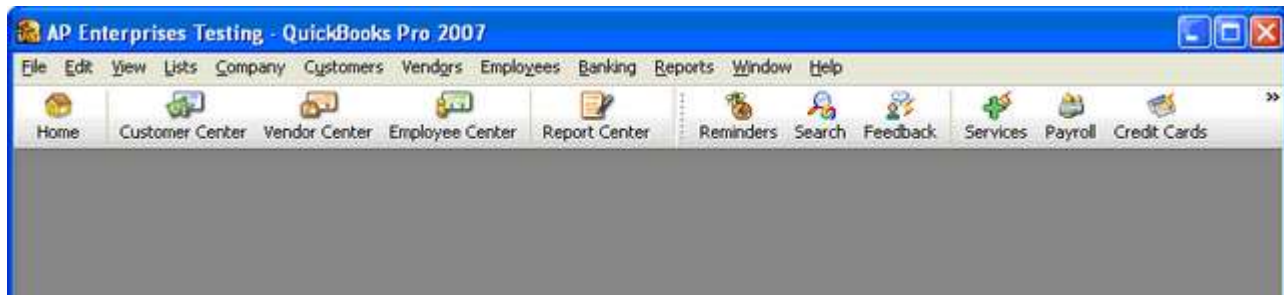 AP Enterprises Testing - QuickBooks Pro 2007
File Edit View Lists Company Customers Vendors Employees Banking Reports Window Help
Home Customer Center Vendor Center Employee Center Report Center Reminders Search Feedback Services Payroll Credit Cards »